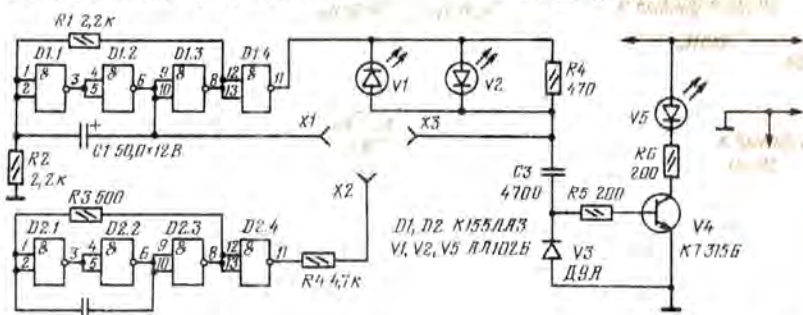 R1 2,2к
D1.1
D1.2
D1.3
D1.4
&
&
&
&
1
2
3
4
5
6
9
10
8
12
13
11
V1
V2
R4
470
V5
C1 50,0×12В
+
X1
X3
R2
2,2к
C3
4700
R6
200
X2
R5 200
V4
КТ315Б
R3 500
D2.1
D2.2
D2.3
D2.4
&
&
&
&
1
2
3
4
5
6
9
10
8
12
13
11
R4 4,7к
D1, D2 К155ЛА3
V1, V2, V5 АЛ102Б
V3
Д9Л